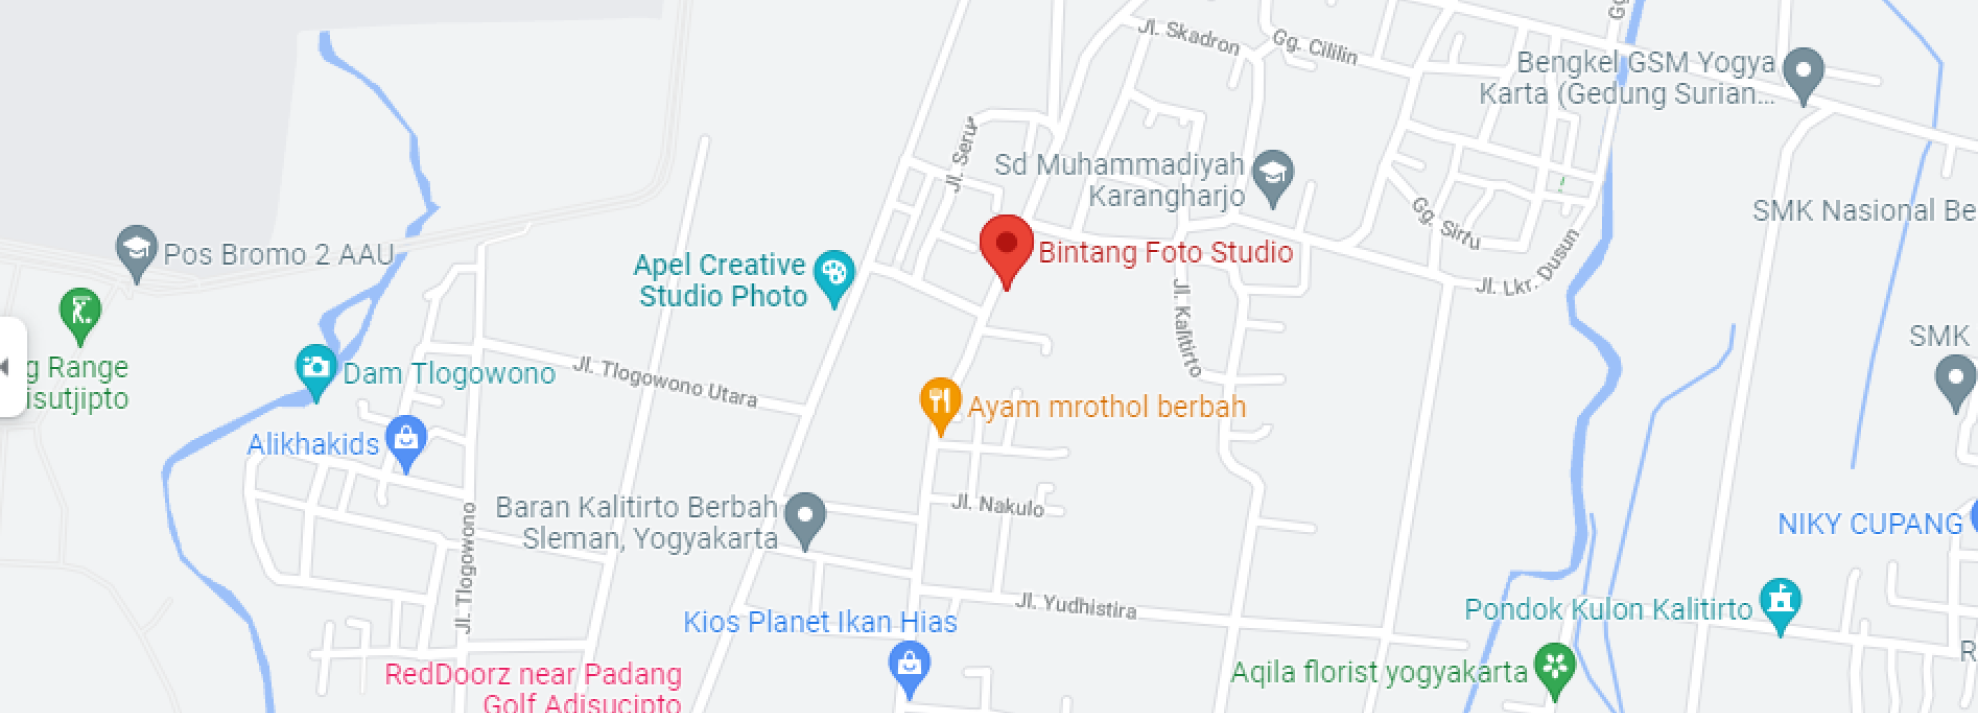 Gg
Jl. Skadron
Gg. Cililin
Bengkel GSM Yogya
Karta (Gedung Surian...
Jl. Seru
Sd Muhammadiyah
Karangharjo
Gg. Sirfu
SMK Nasional Be
Pos Bromo 2 AAU
Apel Creative
Studio Photo
Bintang Foto Studio
Jl. Lkr. Dusun
Jl. Kalitirto
g Range
isutjipto
Dam Tlogowono
Jl. Tlogowono Utara
SMK
Ayam mrothol berbah
Alikhakids
Baran Kalitirto Berbah
Sleman, Yogyakarta
Jl. Nakulo
NIKY CUPANG
Jl. Tlogowono
Jl. Yudhistira
Pondok Kulon Kalitirto
Kios Planet Ikan Hias
R
RedDoorz near Padang
Golf Adisucipto
Aqila florist yogyakarta